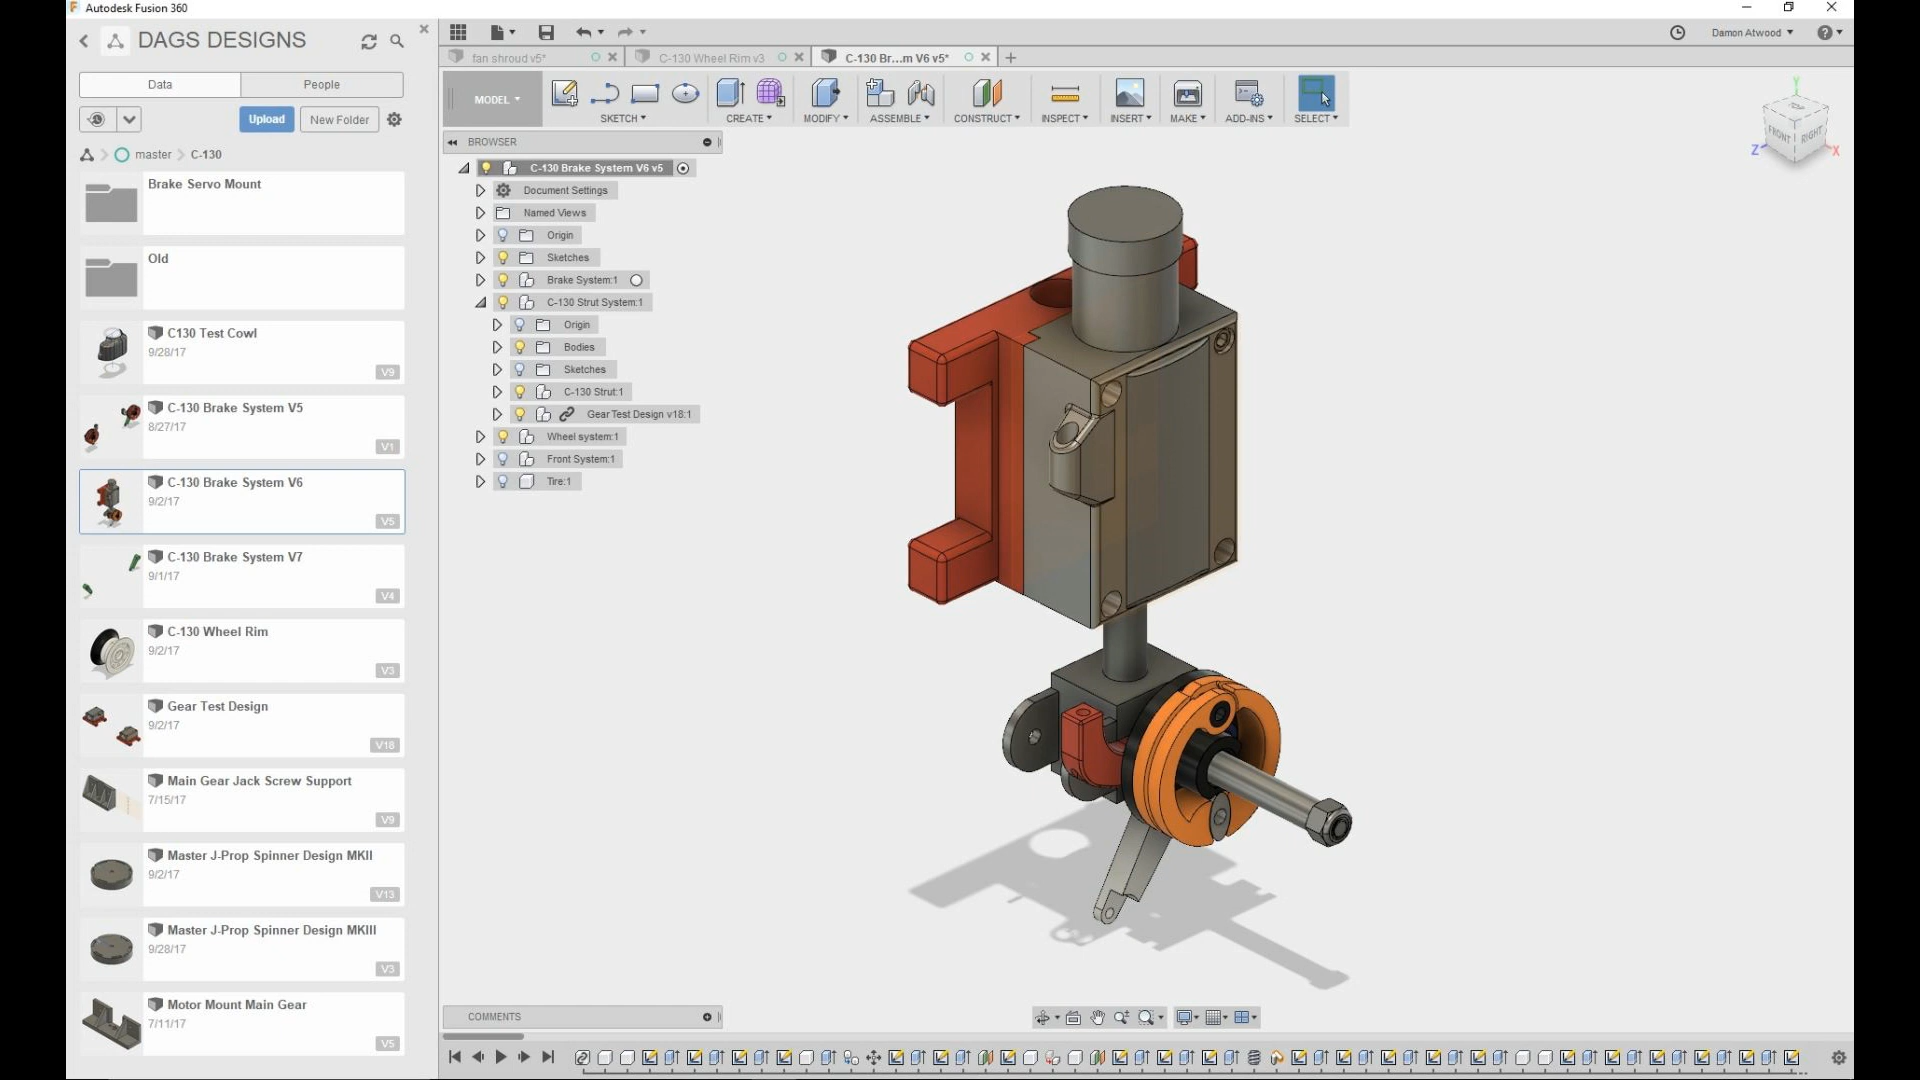 Autodesk Fusion 360
DAGS DESIGNS
Data
People
Upload
New Folder
master
C-130
Brake Servo Mount
Old
C130 Test Cowl
9/28/17
V9
C-130 Brake System V5
8/27/17
V1
C-130 Brake System V6
9/2/17
V5
C-130 Brake System V7
9/1/17
V4
C-130 Wheel Rim
9/2/17
V3
Gear Test Design
9/2/17
V18
Main Gear Jack Screw Support
7/15/17
V9
Master J-Prop Spinner Design MKII
9/2/17
V13
Master J-Prop Spinner Design MKIII
9/28/17
V3
Motor Mount Main Gear
7/11/17
V5
Damon Atwood
fan shroud v5*
C-130 Wheel Rim v3
C-130 Br...m V6 v5*
MODEL
SKETCH
CREATE
MODIFY
ASSEMBLE
CONSTRUCT
INSPECT
INSERT
MAKE
ADD-INS
SELECT
BROWSER
C-130 Brake System V6 v5
Document Settings
Named Views
Origin
Sketches
Brake System:1
C-130 Strut System:1
Origin
Bodies
Sketches
C-130 Strut:1
Gear Test Design v18:1
Wheel system:1
Front System:1
Tire:1
Y
TOP
FRONT
RIGHT
Z
X
COMMENTS